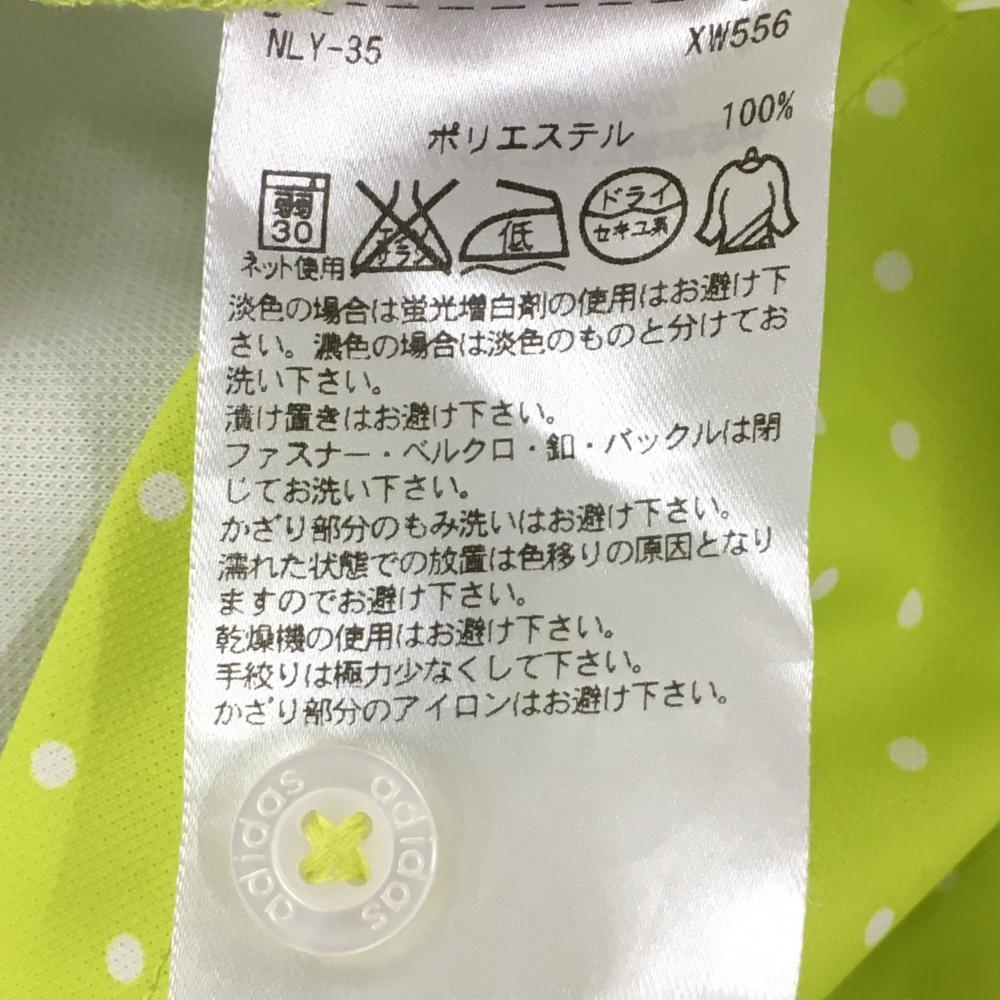 NLY-35 XW556
ポリエステル 100%
弱
30
ネット使用
エンソ
サラシ
低
ドライ
セキユ系
淡色の場合は蛍光増白剤の使用はお避け下
さい。濃色の場合は淡色のものと分けてお
洗い下さい。
漬け置きはお避け下さい。
ファスナー・ベルクロ・釦・バックルは閉
じてお洗い下さい。
かざり部分のもみ洗いはお避け下さい。
濡れた状態での放置は色移りの原因となり
ますのでお避け下さい。
乾燥機の使用はお避け下さい。
手絞りは極力少なくして下さい。
かざり部分のアイロンはお避け下さい。
adidas
adidas